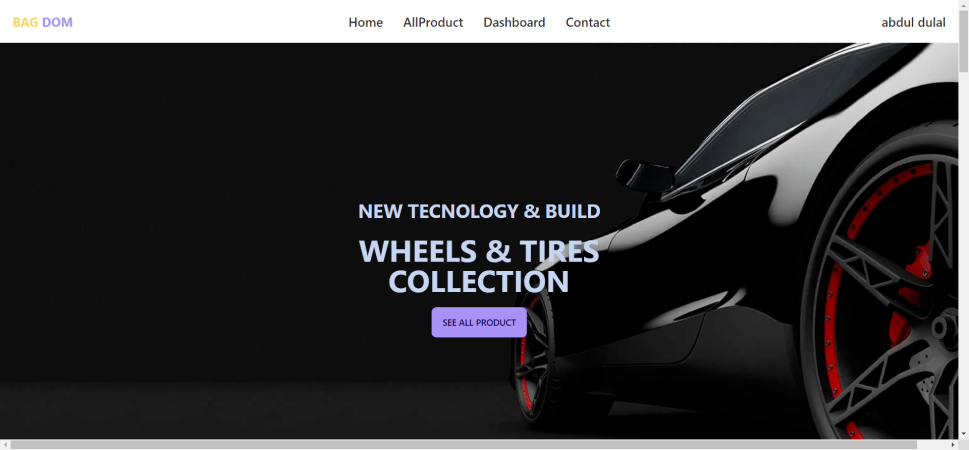 BAG DOM
Home AllProduct Dashboard Contact
abdul dulal
NEW TECNOLOGY & BUILD
WHEELS & TIRES
COLLECTION
SEE ALL PRODUCT